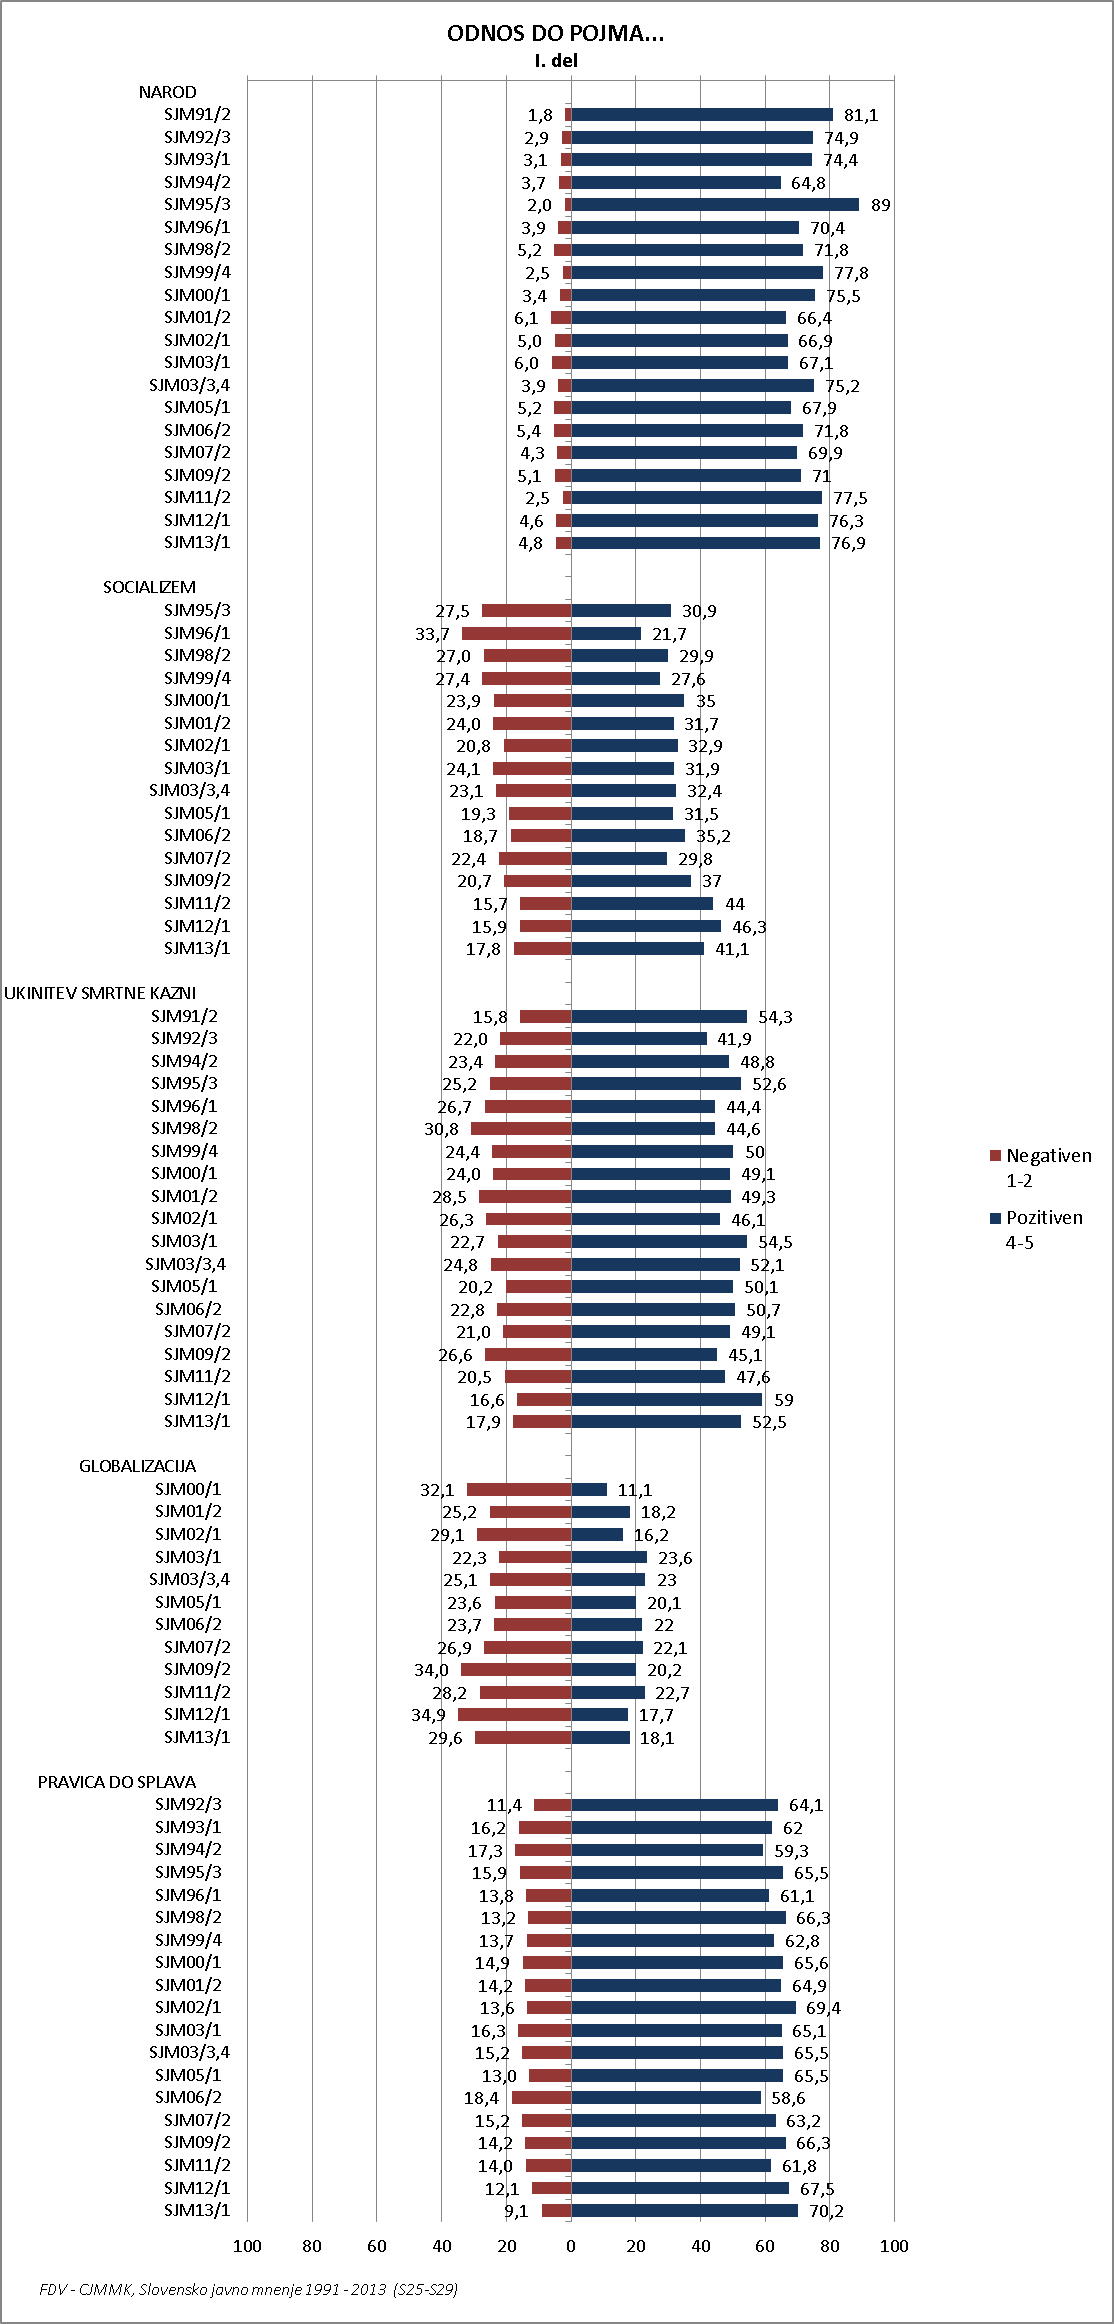 ODNOS DO POJMA...
I. del
NAROD
SJM91/2 1,8 81,1
SJM92/3 2,9 74,9
SJM93/1 3,1 74,4
SJM94/2 3,7 64,8
SJM95/3 2,0 89
SJM96/1 3,9 70,4
SJM98/2 5,2 71,8
SJM99/4 2,5 77,8
SJM00/1 3,4 75,5
SJM01/2 6,1 66,4
SJM02/1 5,0 66,9
SJM03/1 6,0 67,1
SJM03/3,4 3,9 75,2
SJM05/1 5,2 67,9
SJM06/2 5,4 71,8
SJM07/2 4,3 69,9
SJM09/2 5,1 71
SJM11/2 2,5 77,5
SJM12/1 4,6 76,3
SJM13/1 4,8 76,9
SOCIALIZEM
SJM95/3 27,5 30,9
SJM96/1 33,7 21,7
SJM98/2 27,0 29,9
SJM99/4 27,4 27,6
SJM00/1 23,9 35
SJM01/2 24,0 31,7
SJM02/1 20,8 32,9
SJM03/1 24,1 31,9
SJM03/3,4 23,1 32,4
SJM05/1 19,3 31,5
SJM06/2 18,7 35,2
SJM07/2 22,4 29,8
SJM09/2 20,7 37
SJM11/2 15,7 44
SJM12/1 15,9 46,3
SJM13/1 17,8 41,1
UKINITEV SMRTNE KAZNI
SJM91/2 15,8 54,3
SJM92/3 22,0 41,9
SJM94/2 23,4 48,8
SJM95/3 25,2 52,6
SJM96/1 26,7 44,4
SJM98/2 30,8 44,6
SJM99/4 24,4 50
SJM00/1 24,0 49,1
SJM01/2 28,5 49,3
SJM02/1 26,3 46,1
SJM03/1 22,7 54,5
SJM03/3,4 24,8 52,1
SJM05/1 20,2 50,1
SJM06/2 22,8 50,7
SJM07/2 21,0 49,1
SJM09/2 26,6 45,1
SJM11/2 20,5 47,6
SJM12/1 16,6 59
SJM13/1 17,9 52,5
Negativen
1-2
Pozitiven
4-5
GLOBALIZACIJA
SJM00/1 32,1 11,1
SJM01/2 25,2 18,2
SJM02/1 29,1 16,2
SJM03/1 22,3 23,6
SJM03/3,4 25,1 23
SJM05/1 23,6 20,1
SJM06/2 23,7 22
SJM07/2 26,9 22,1
SJM09/2 34,0 20,2
SJM11/2 28,2 22,7
SJM12/1 34,9 17,7
SJM13/1 29,6 18,1
PRAVICA DO SPLAVA
SJM92/3 11,4 64,1
SJM93/1 16,2 62
SJM94/2 17,3 59,3
SJM95/3 15,9 65,5
SJM96/1 13,8 61,1
SJM98/2 13,2 66,3
SJM99/4 13,7 62,8
SJM00/1 14,9 65,6
SJM01/2 14,2 64,9
SJM02/1 13,6 69,4
SJM03/1 16,3 65,1
SJM03/3,4 15,2 65,5
SJM05/1 13,0 65,5
SJM06/2 18,4 58,6
SJM07/2 15,2 63,2
SJM09/2 14,2 66,3
SJM11/2 14,0 61,8
SJM12/1 12,1 67,5
SJM13/1 9,1 70,2
100 80 60 40 20 0 20 40 60 80 100
FDV - CJMMK, Slovensko javno mnenje 1991 - 2013 (S25-S29)